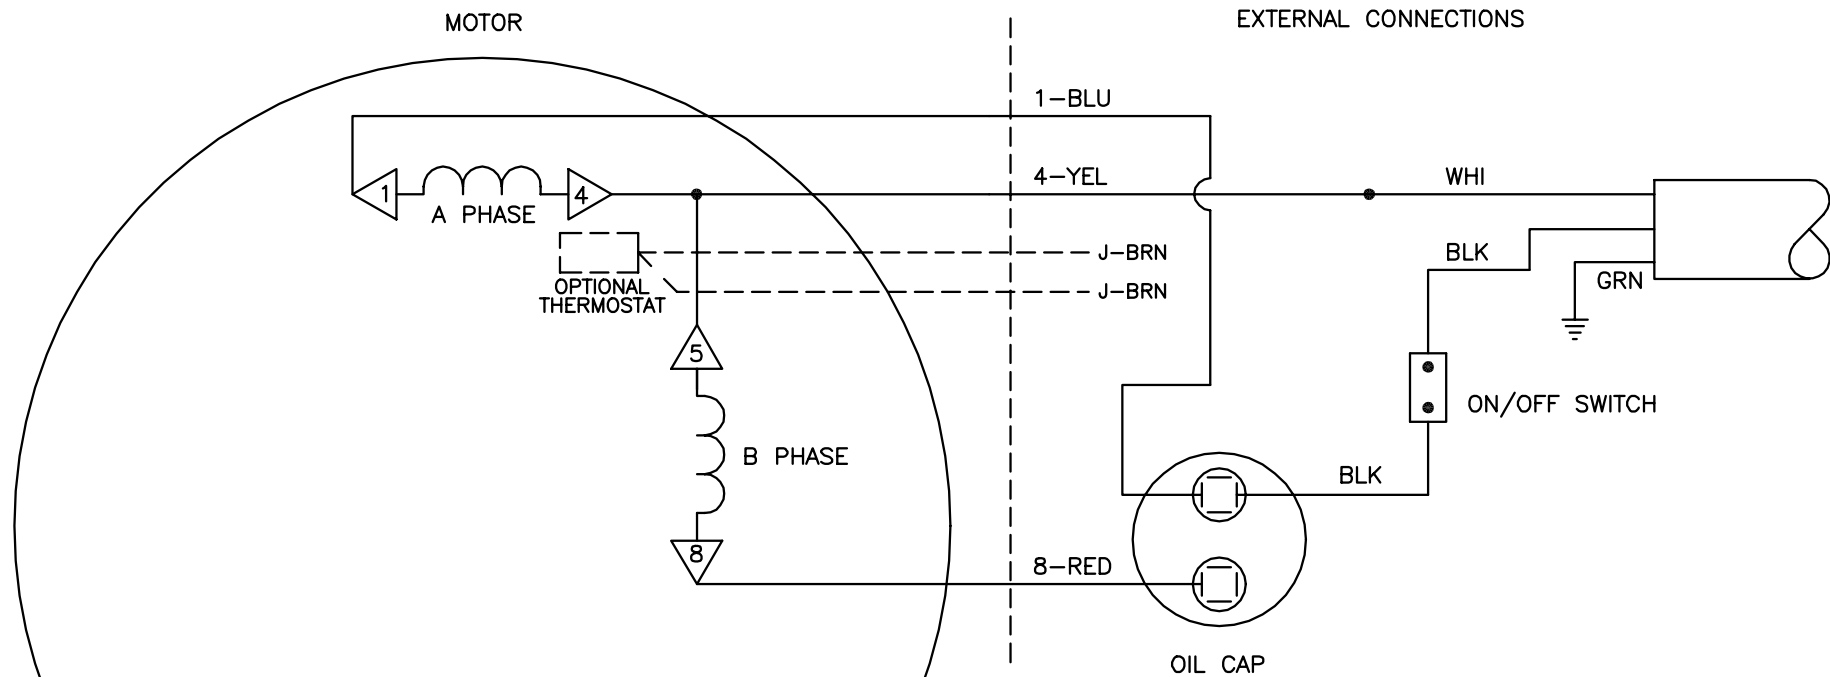 MOTOR
EXTERNAL CONNECTIONS
1-BLU
4-YEL
WHI
1
4
A PHASE
J-BRN
BLK
OPTIONAL
THERMOSTAT
J-BRN
GRN
5
ON/OFF SWITCH
B PHASE
BLK
8
8-RED
OIL CAP